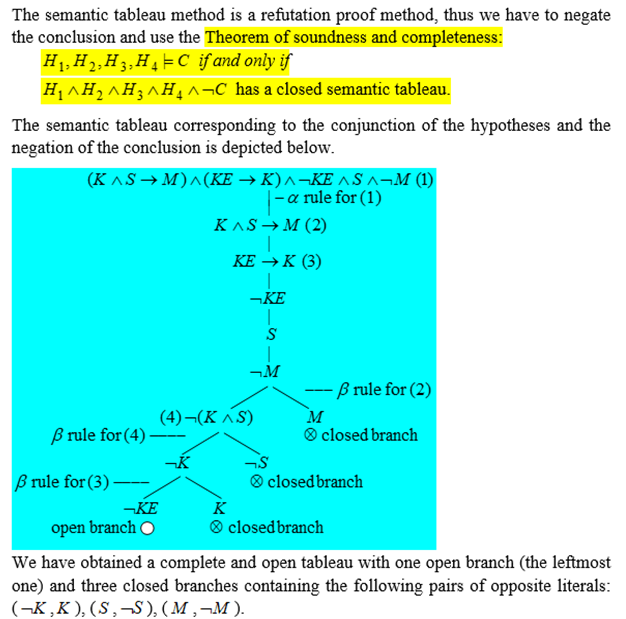 The semantic tableau method is a refutation proof method, thus we have to negate
the conclusion and use the Theorem of soundness and completeness:
H₁, H₂, H₃, H₄ ⊨ C if and only if
H₁ ∧ H₂ ∧ H₃ ∧ H₄ ∧ ¬C has a closed semantic tableau.
The semantic tableau corresponding to the conjunction of the hypotheses and the
negation of the conclusion is depicted below.
(K ∧ S → M) ∧ (KE → K) ∧ ¬KE ∧ S ∧ ¬M (1)
– α rule for (1)
K ∧ S → M (2)
KE → K (3)
¬KE
S
¬M
β rule for (2)
(4) ¬(K ∧ S) M
β rule for (4) ⊗ closed branch
¬K ¬S
β rule for (3) ⊗ closed branch
¬KE K
open branch ⊗ closed branch
We have obtained a complete and open tableau with one open branch (the leftmost
one) and three closed branches containing the following pairs of opposite literals:
(¬K, K), (S, ¬S), (M, ¬M).